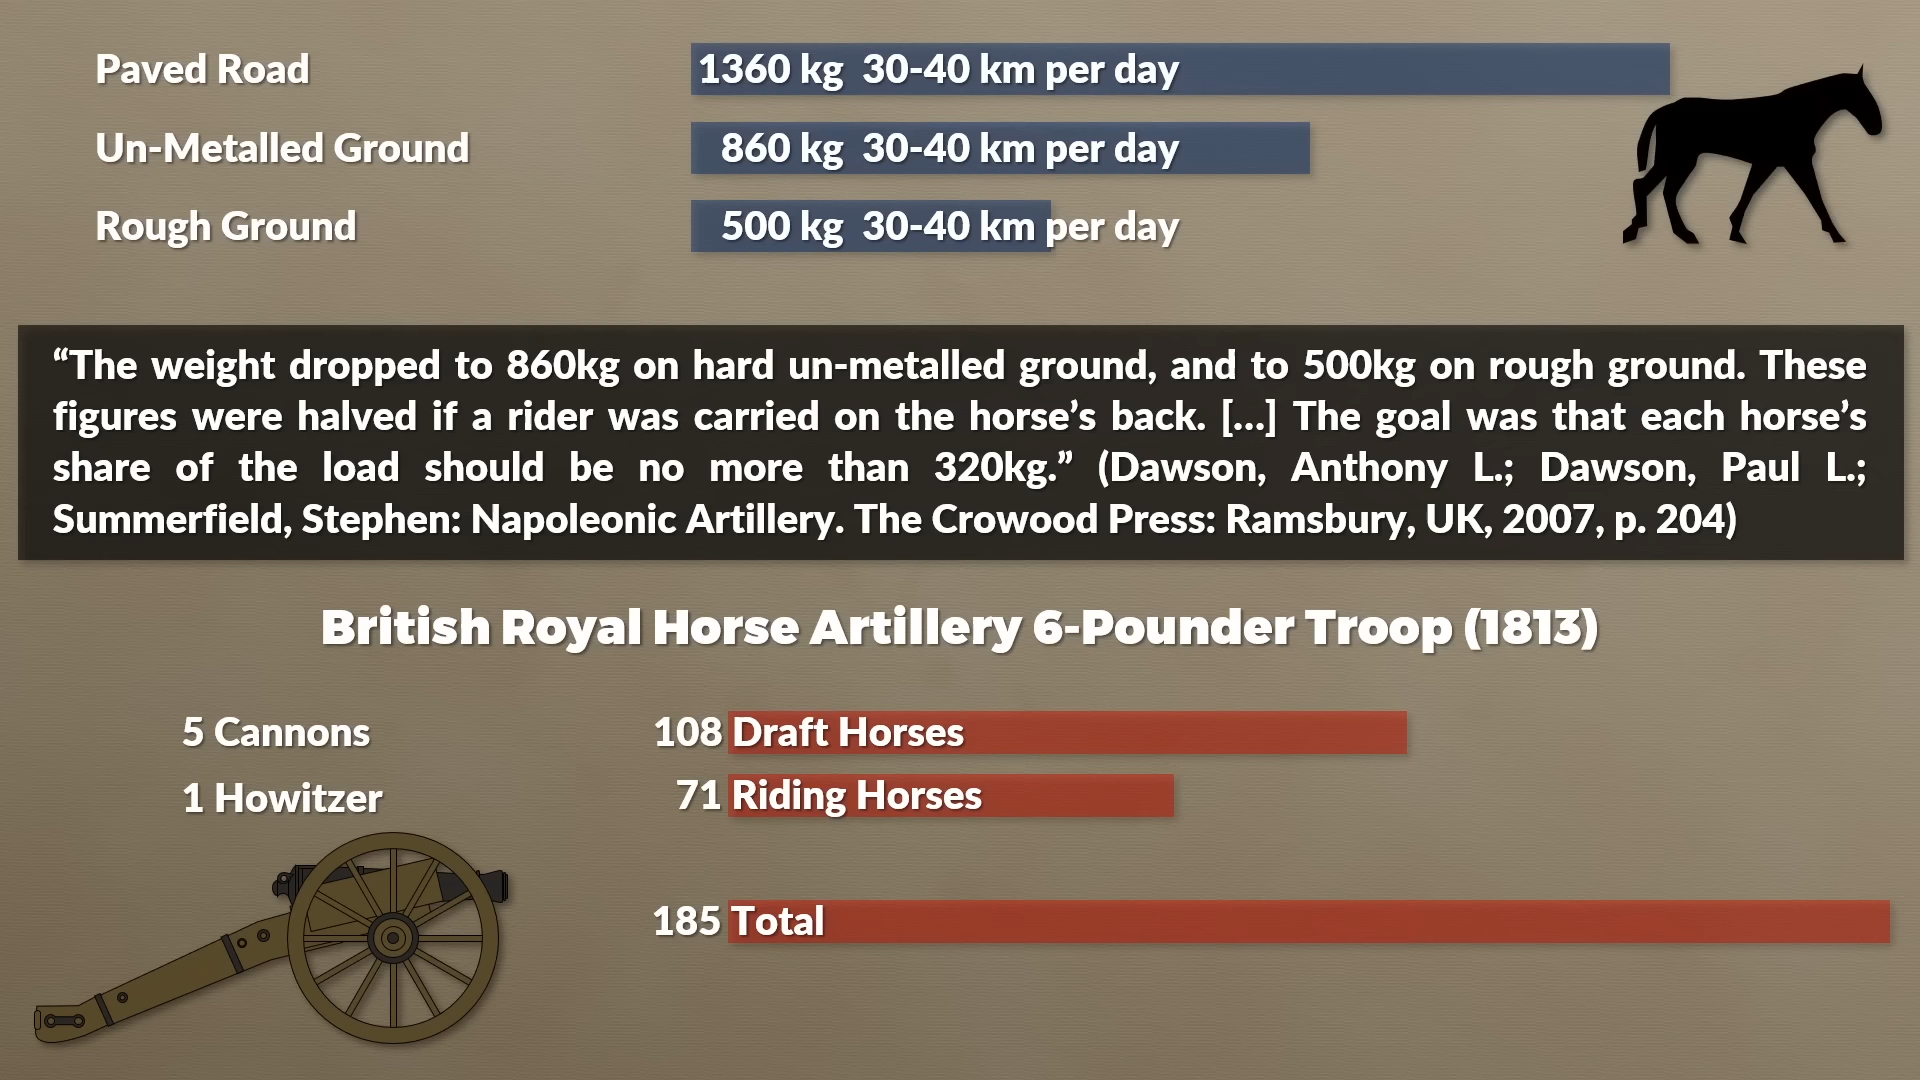 Paved Road 1360 kg 30-40 km per day
Un-Metalled Ground 860 kg 30-40 km per day
Rough Ground 500 kg 30-40 km per day
“The weight dropped to 860kg on hard un-metalled ground, and to 500kg on rough ground. These
figures were halved if a rider was carried on the horse’s back. [...] The goal was that each horse’s
share of the load should be no more than 320kg.” (Dawson, Anthony L.; Dawson, Paul L.;
Summerfield, Stephen: Napoleonic Artillery. The Crowood Press: Ramsbury, UK, 2007, p. 204)
British Royal Horse Artillery 6-Pounder Troop (1813)
5 Cannons 108 Draft Horses
1 Howitzer 71 Riding Horses
185 Total